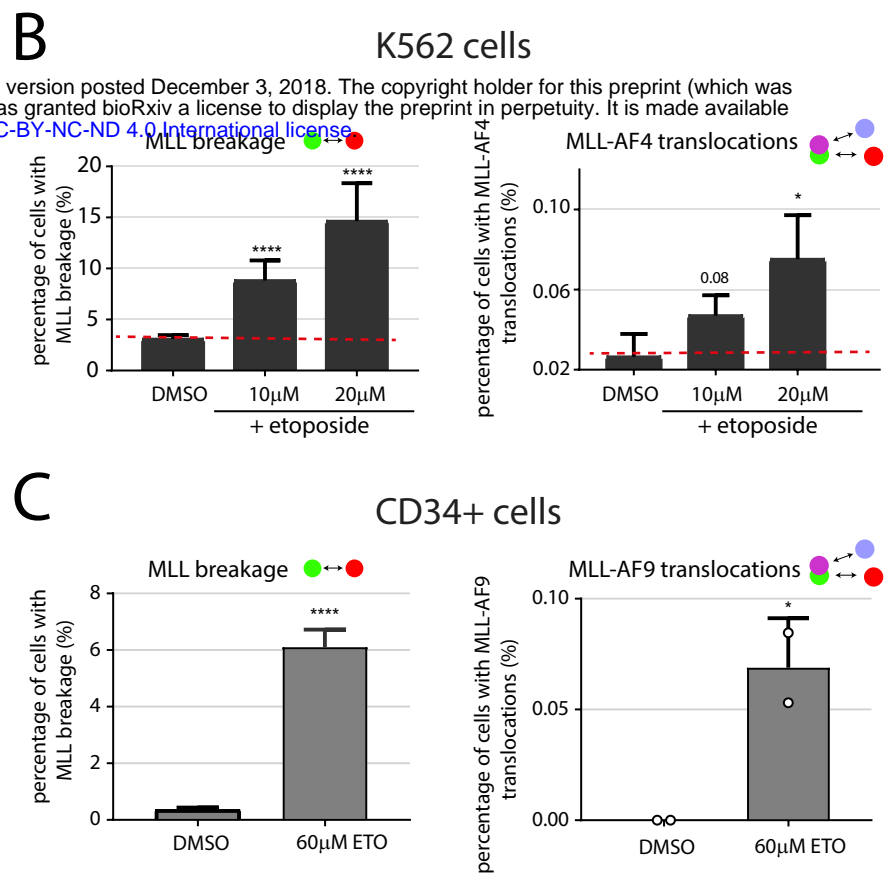 B
K562 cells
version posted December 3, 2018. The copyright holder for this preprint (which was
as granted bioRxiv a license to display the preprint in perpetuity. It is made available
C-BY-NC-ND 4.0 International license.
MLL breakage
percentage of cells with
MLL breakage (%)
20
15
10
5
0
****
****
DMSO
10µM
20µM
+ etoposide
MLL-AF4 translocations
percentage of cells with MLL-AF4
translocations (%)
0.10
0.06
0.02
0.08
*
DMSO
10µM
20µM
+ etoposide
C
CD34+ cells
MLL breakage
percentage of cells with
MLL breakage (%)
8
6
4
2
0
****
DMSO
60µM ETO
MLL-AF9 translocations
percentage of cells with MLL-AF9
translocations (%)
0.10
0.05
0.00
*
DMSO
60µM ETO